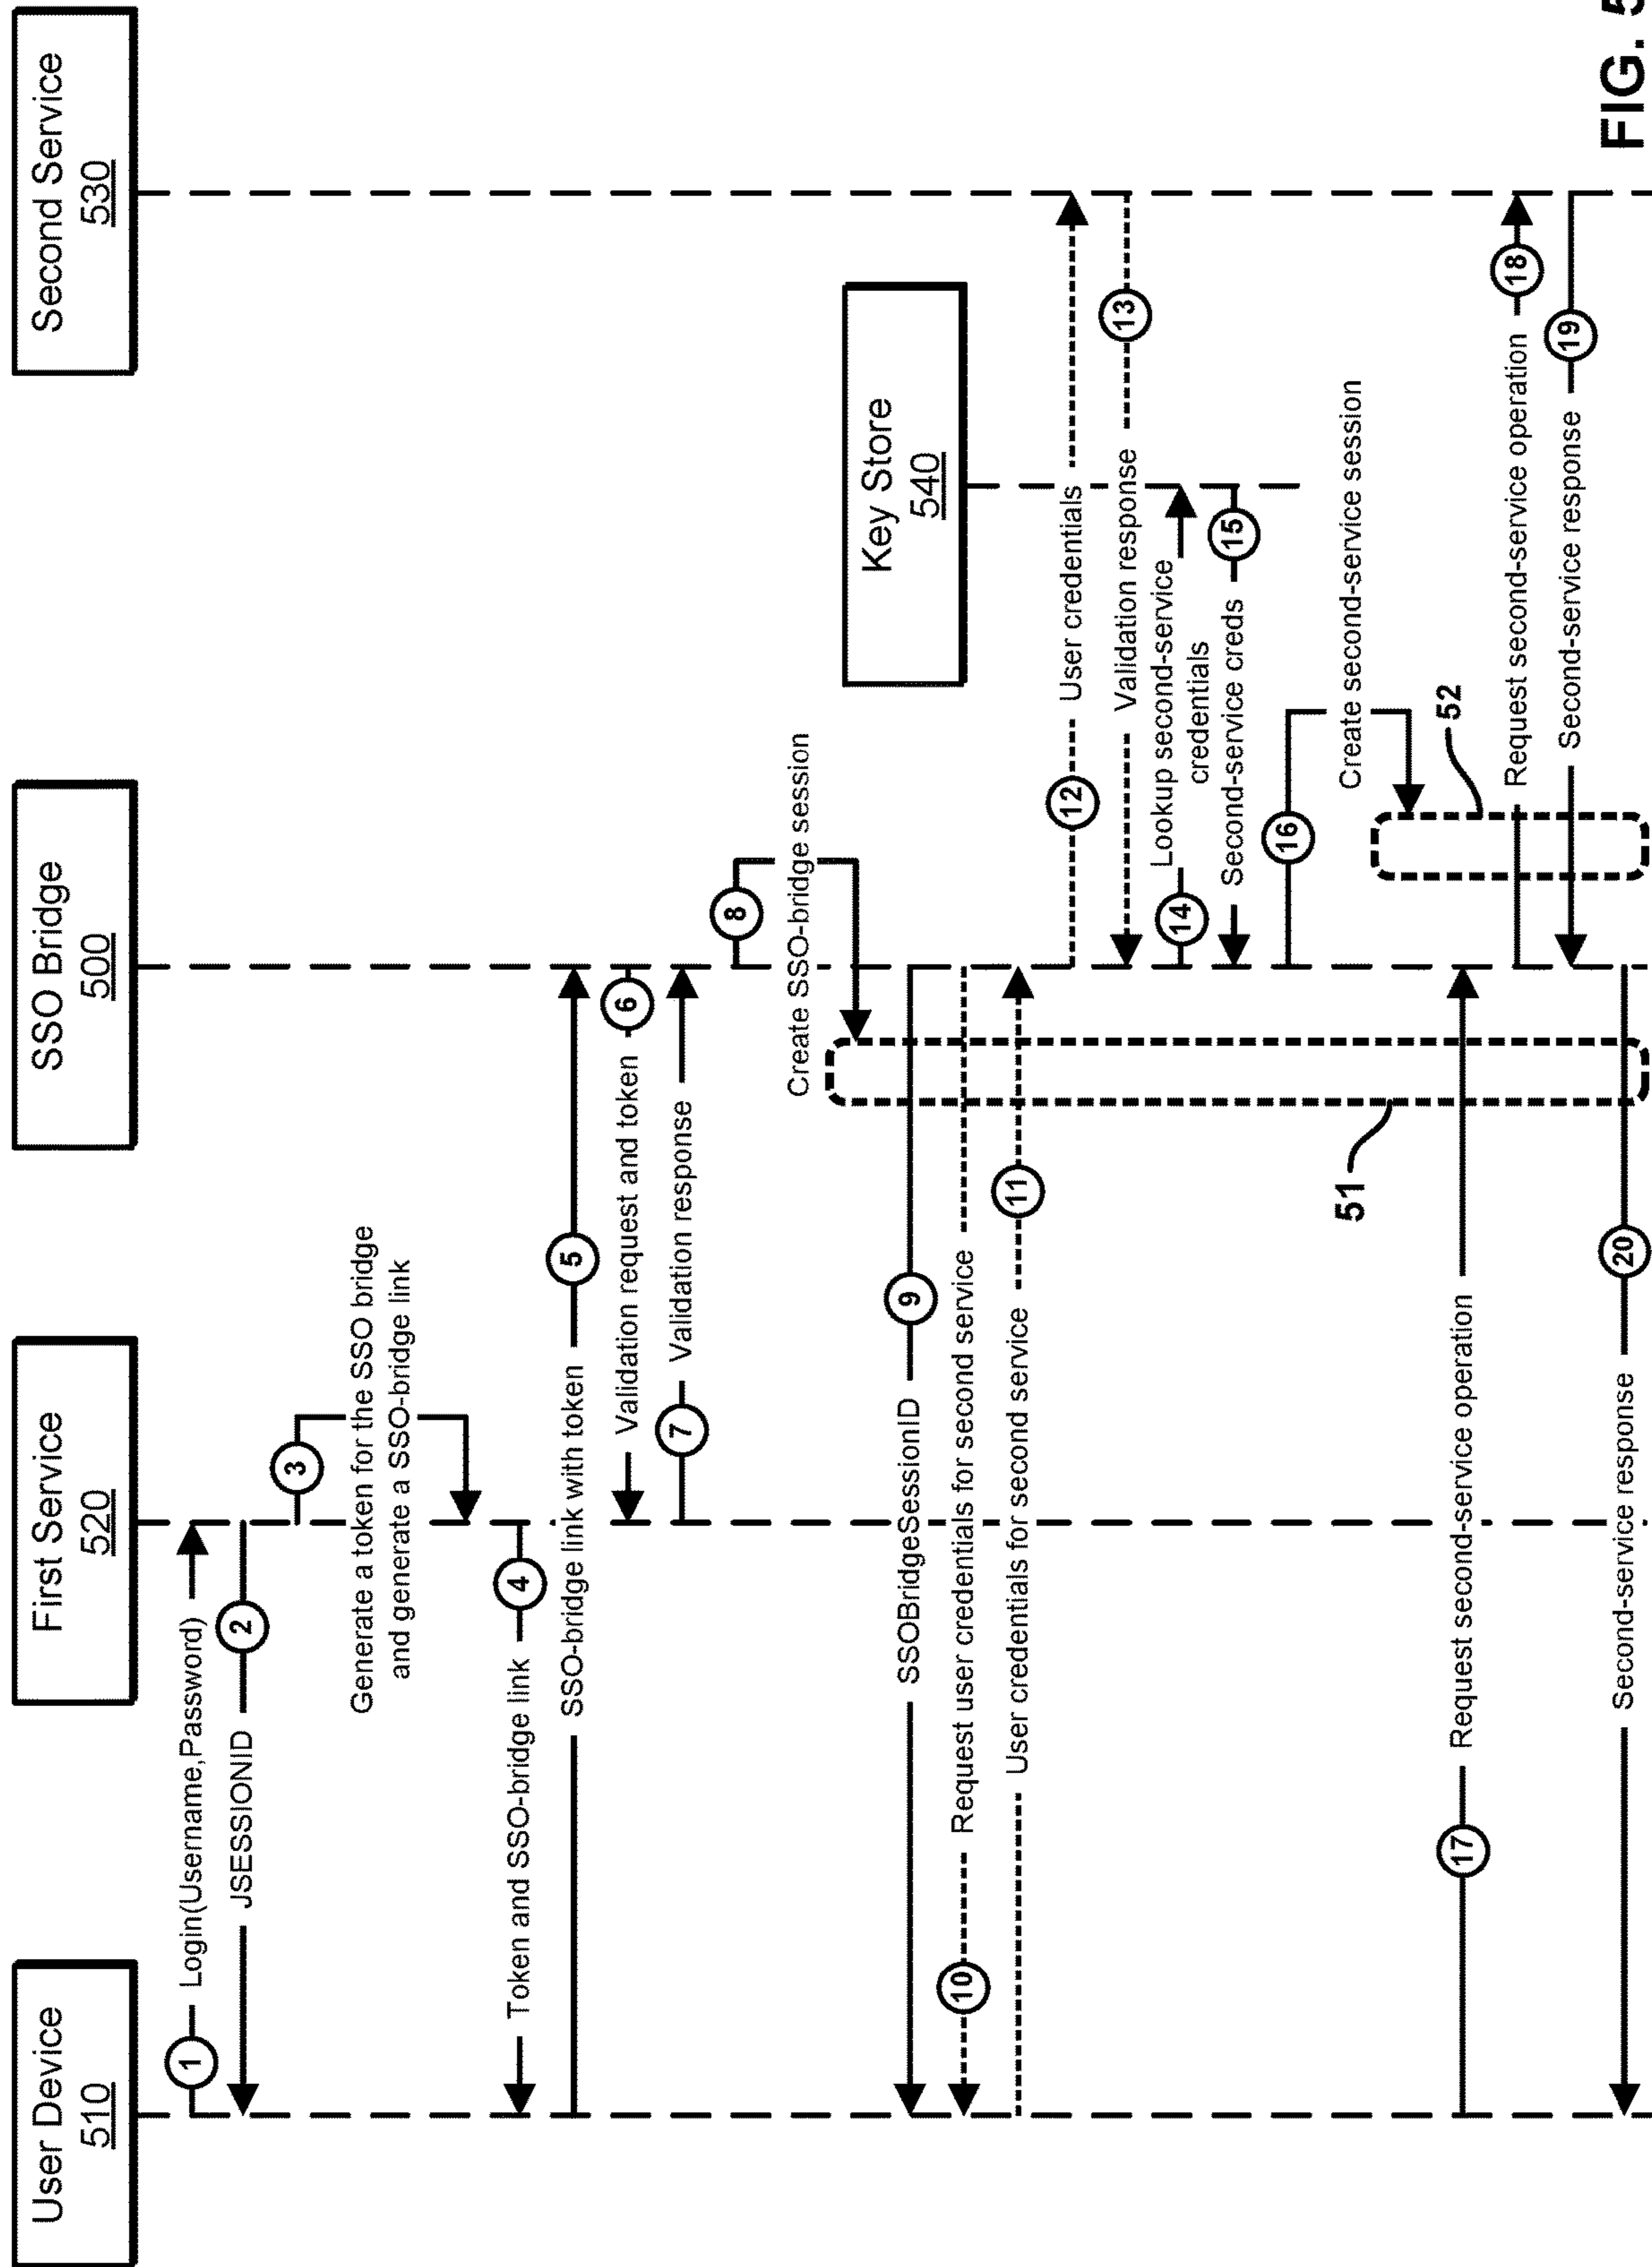 User Device
510
First Service
520
SSO Bridge
500
Second Service
530
Key Store
540
1
Login(Username,Password)
JSESSIONID
2
3
Generate a token for the SSO bridge
and generate a SSO-bridge link
Token and SSO-bridge link
4
SSO-bridge link with token
5
Validation request and token
6
7
Validation response
8
Create SSO-bridge session
SSOBridgeSessionID
9
10
Request user credentials for second service
User credentials for second service
11
12
User credentials
Validation response
13
14
Lookup second-service
credentials
Second-service creds
15
16
Create second-service session
51
52
17
Request second-service operation
Request second-service operation
18
Second-service response
19
Second-service response
20
FIG. 5